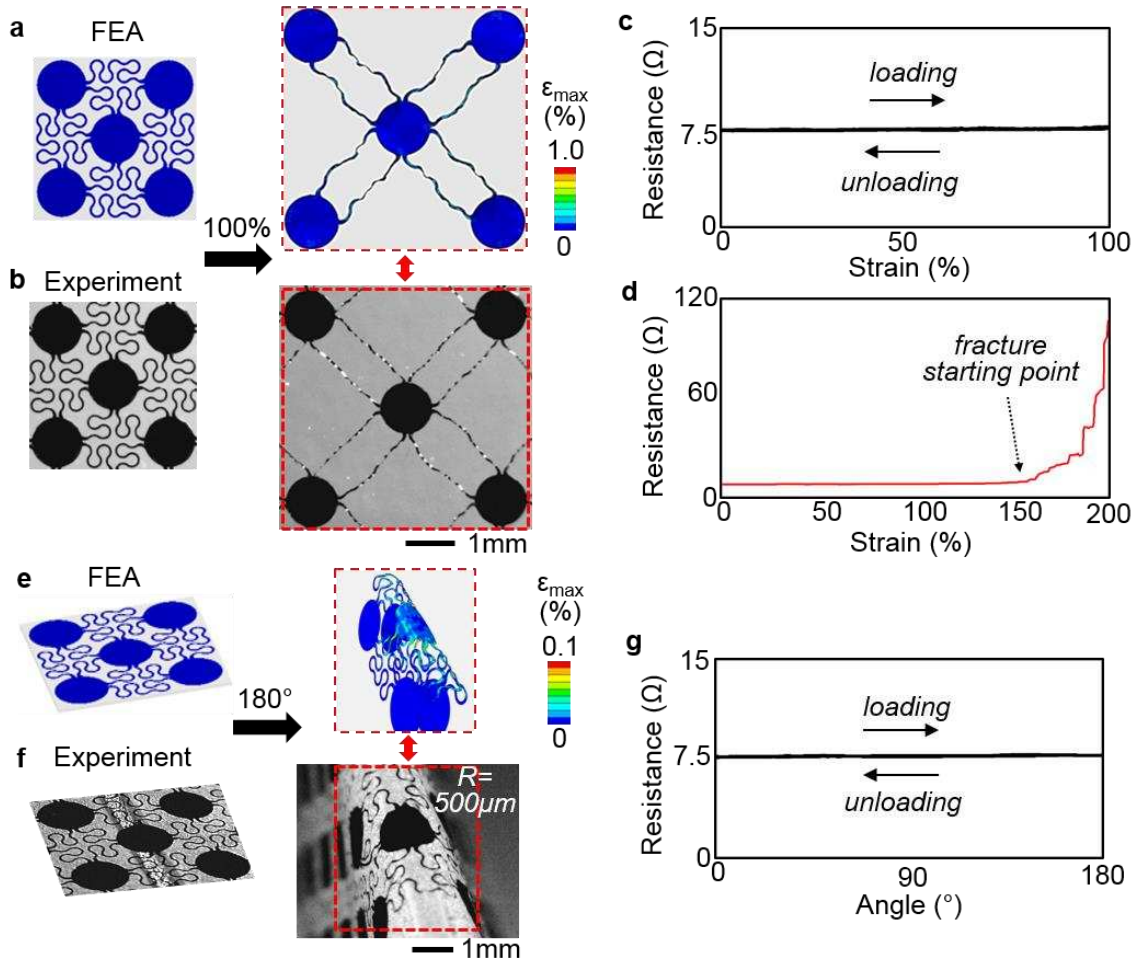 a
FEA
100%
εmax
(%)
1.0
0
b
Experiment
1mm
c
Resistance (Ω)
15
7.5
0
loading
unloading
0
50
100
Strain (%)
d
Resistance (Ω)
120
60
0
fracture
starting point
0
50
100
150
200
Strain (%)
e
FEA
180°
εmax
(%)
0.1
0
f
Experiment
R=
500μm
1mm
g
Resistance (Ω)
15
7.5
0
loading
unloading
0
90
180
Angle (°)